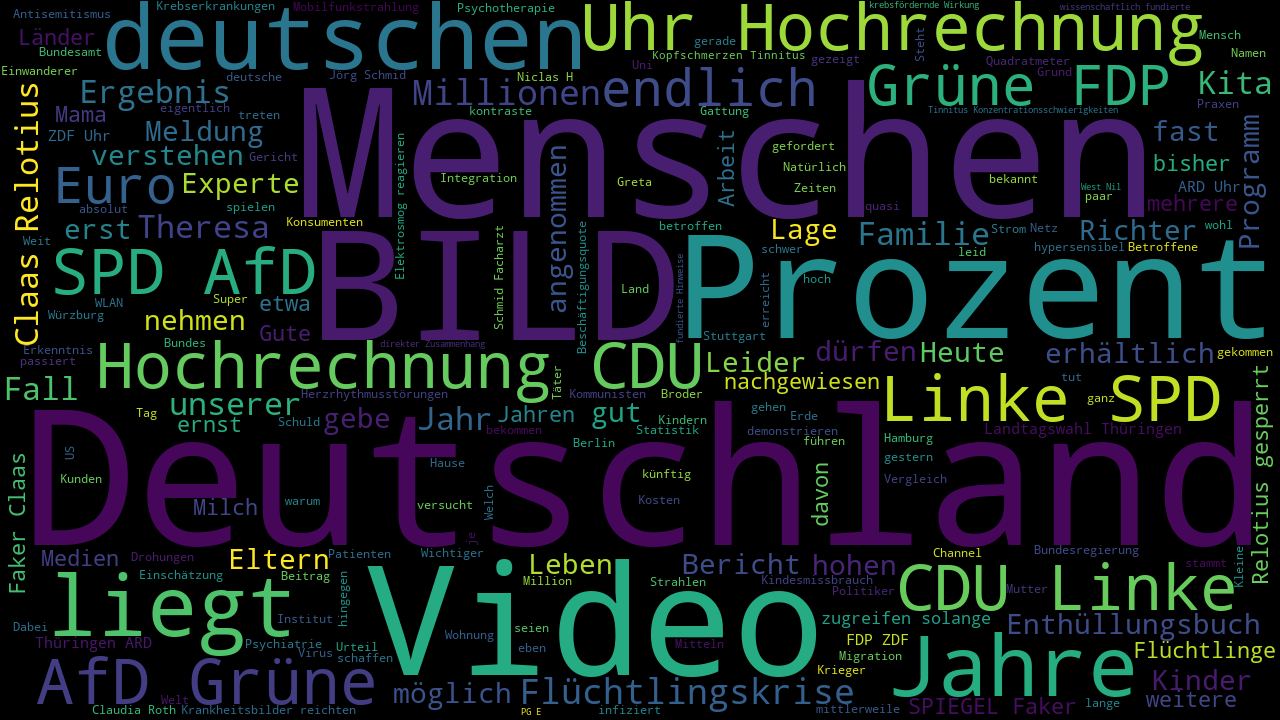 Antisemitismus
Krebserkrankungen
Mobilfunkstrahlung
Psychotherapie
krebsfördernde Wirkung
wissenschaftlich fundierte
Länder
deutschen
Uhr Hochrechnung
Mensch
Bundesamt
Kopfschmerzen Tinnitus
gerade
gezeigt
Steht
Quadratmeter
Namen
Einwanderer
deutsche
Jörg Schmid
Uni
Niclas H
Grund
Ergebnis
Millionen
endlich
Grüne FDP
Kita
eigentlich
Mama
treten
kontraste
Gattung
Tinnitus Konzentrationsschwierigkeiten
Praxen
ZDF Uhr
Meldung
Menschen
fast
Programm
verstehen
Gericht
Elektrosmog reagieren
Arbeit
gefordert
bisher
Claas Relotius
Euro
Experte
Integration
Greta
Natürlich
Zeiten
bekannt
West Nil
ARD Uhr
paar
absolut
spielen
quasi
mehrere
erst
Theresa
Konsumenten
angenommen
betroffen
Lage
Familie
Strom
Netz
Richter
wohl
Weit
Schmid Facharzt
Beschäftigungsquote
fundierte Hinweise
schwer
leid
hypersensibel
Betroffene
SPD AfD
BILD
Prozent
Land
erreicht
hoch
WLAN
Super
etwa
Würzburg
nehmen
Gute
Stuttgart
Erkenntnis
Bundes
direkter Zusammenhang
passiert
Hochrechnung CDU
Leider
dürfen
Heute
erhältlich
gekommen
Fall
Täter
nachgewiesen
tut
Herzrhythmusstörungen
Kommunisten
Broder
Linke SPD
ganz
unserer
Tag
ernst
Schuld
gebe
Jahr
Jahren
gut
Kindern
gehen
Erde
bekommen
Statistik
demonstrieren
Landtagswahl Thüringen
Relotius gesperrt
Berlin
führen
Hamburg
gestern
US
Deutschland
Hause
künftig
Vergleich
Kunden
davon
Faker Claas
Milch
warum
versucht
Welch
Kosten
je
Medien
Drohungen
Eltern
Patienten
Wichtiger
Leben
Bericht
hohen
Channel
Bundesregierung
stammt
Kleine
Einschätzung
Beitrag
Million
Strahlen
Kindesmissbrauch
Politiker
CDU Linke
Mutter
liegt
Video
hingegen
Dabei
Institut
seien
zugreifen solange
Enthüllungsbuch
Thüringen ARD
Psychiatrie
Urteil
Wohnung
eben
Mitteln
FDP ZDF
Flüchtlinge
Virus
schaffen
Migration
Jahre
AfD Grüne
Krieger
Kinder
Welt
möglich
Flüchtlingskrise
weitere
Claudia Roth
Krankheitsbilder reichten
PG E
infiziert
mittlerweile
SPIEGEL Faker
lange